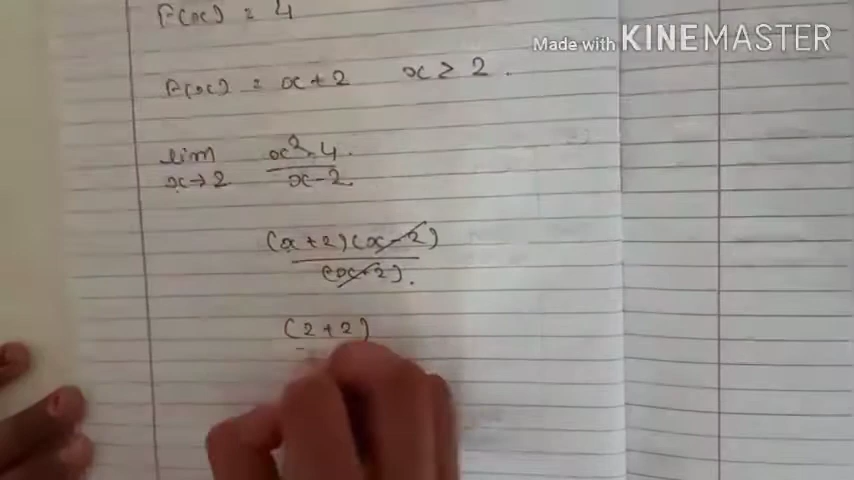 F(x) = 4
Made with KINEMASTER
F(x) = x + 2 x ≥ 2.
lim x²-4.
x→2 x-2.
(x+2)(x-2)
(x-2).
(2+2)